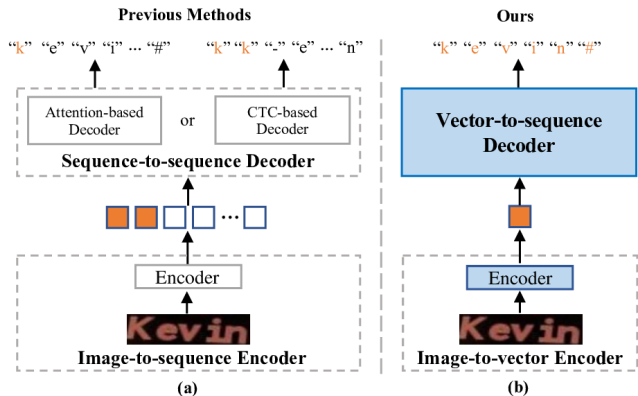 Previous Methods
"k" "e" "v" "i" ... "#" "k" "k" "-" "e" ... "n"
Attention-based
Decoder
or
CTC-based
Decoder
Sequence-to-sequence Decoder
...
Encoder
Kevin
Image-to-sequence Encoder
(a)
Ours
"k" "e" "v" "i" "n" "#"
Vector-to-sequence
Decoder
Encoder
Kevin
Image-to-vector Encoder
(b)